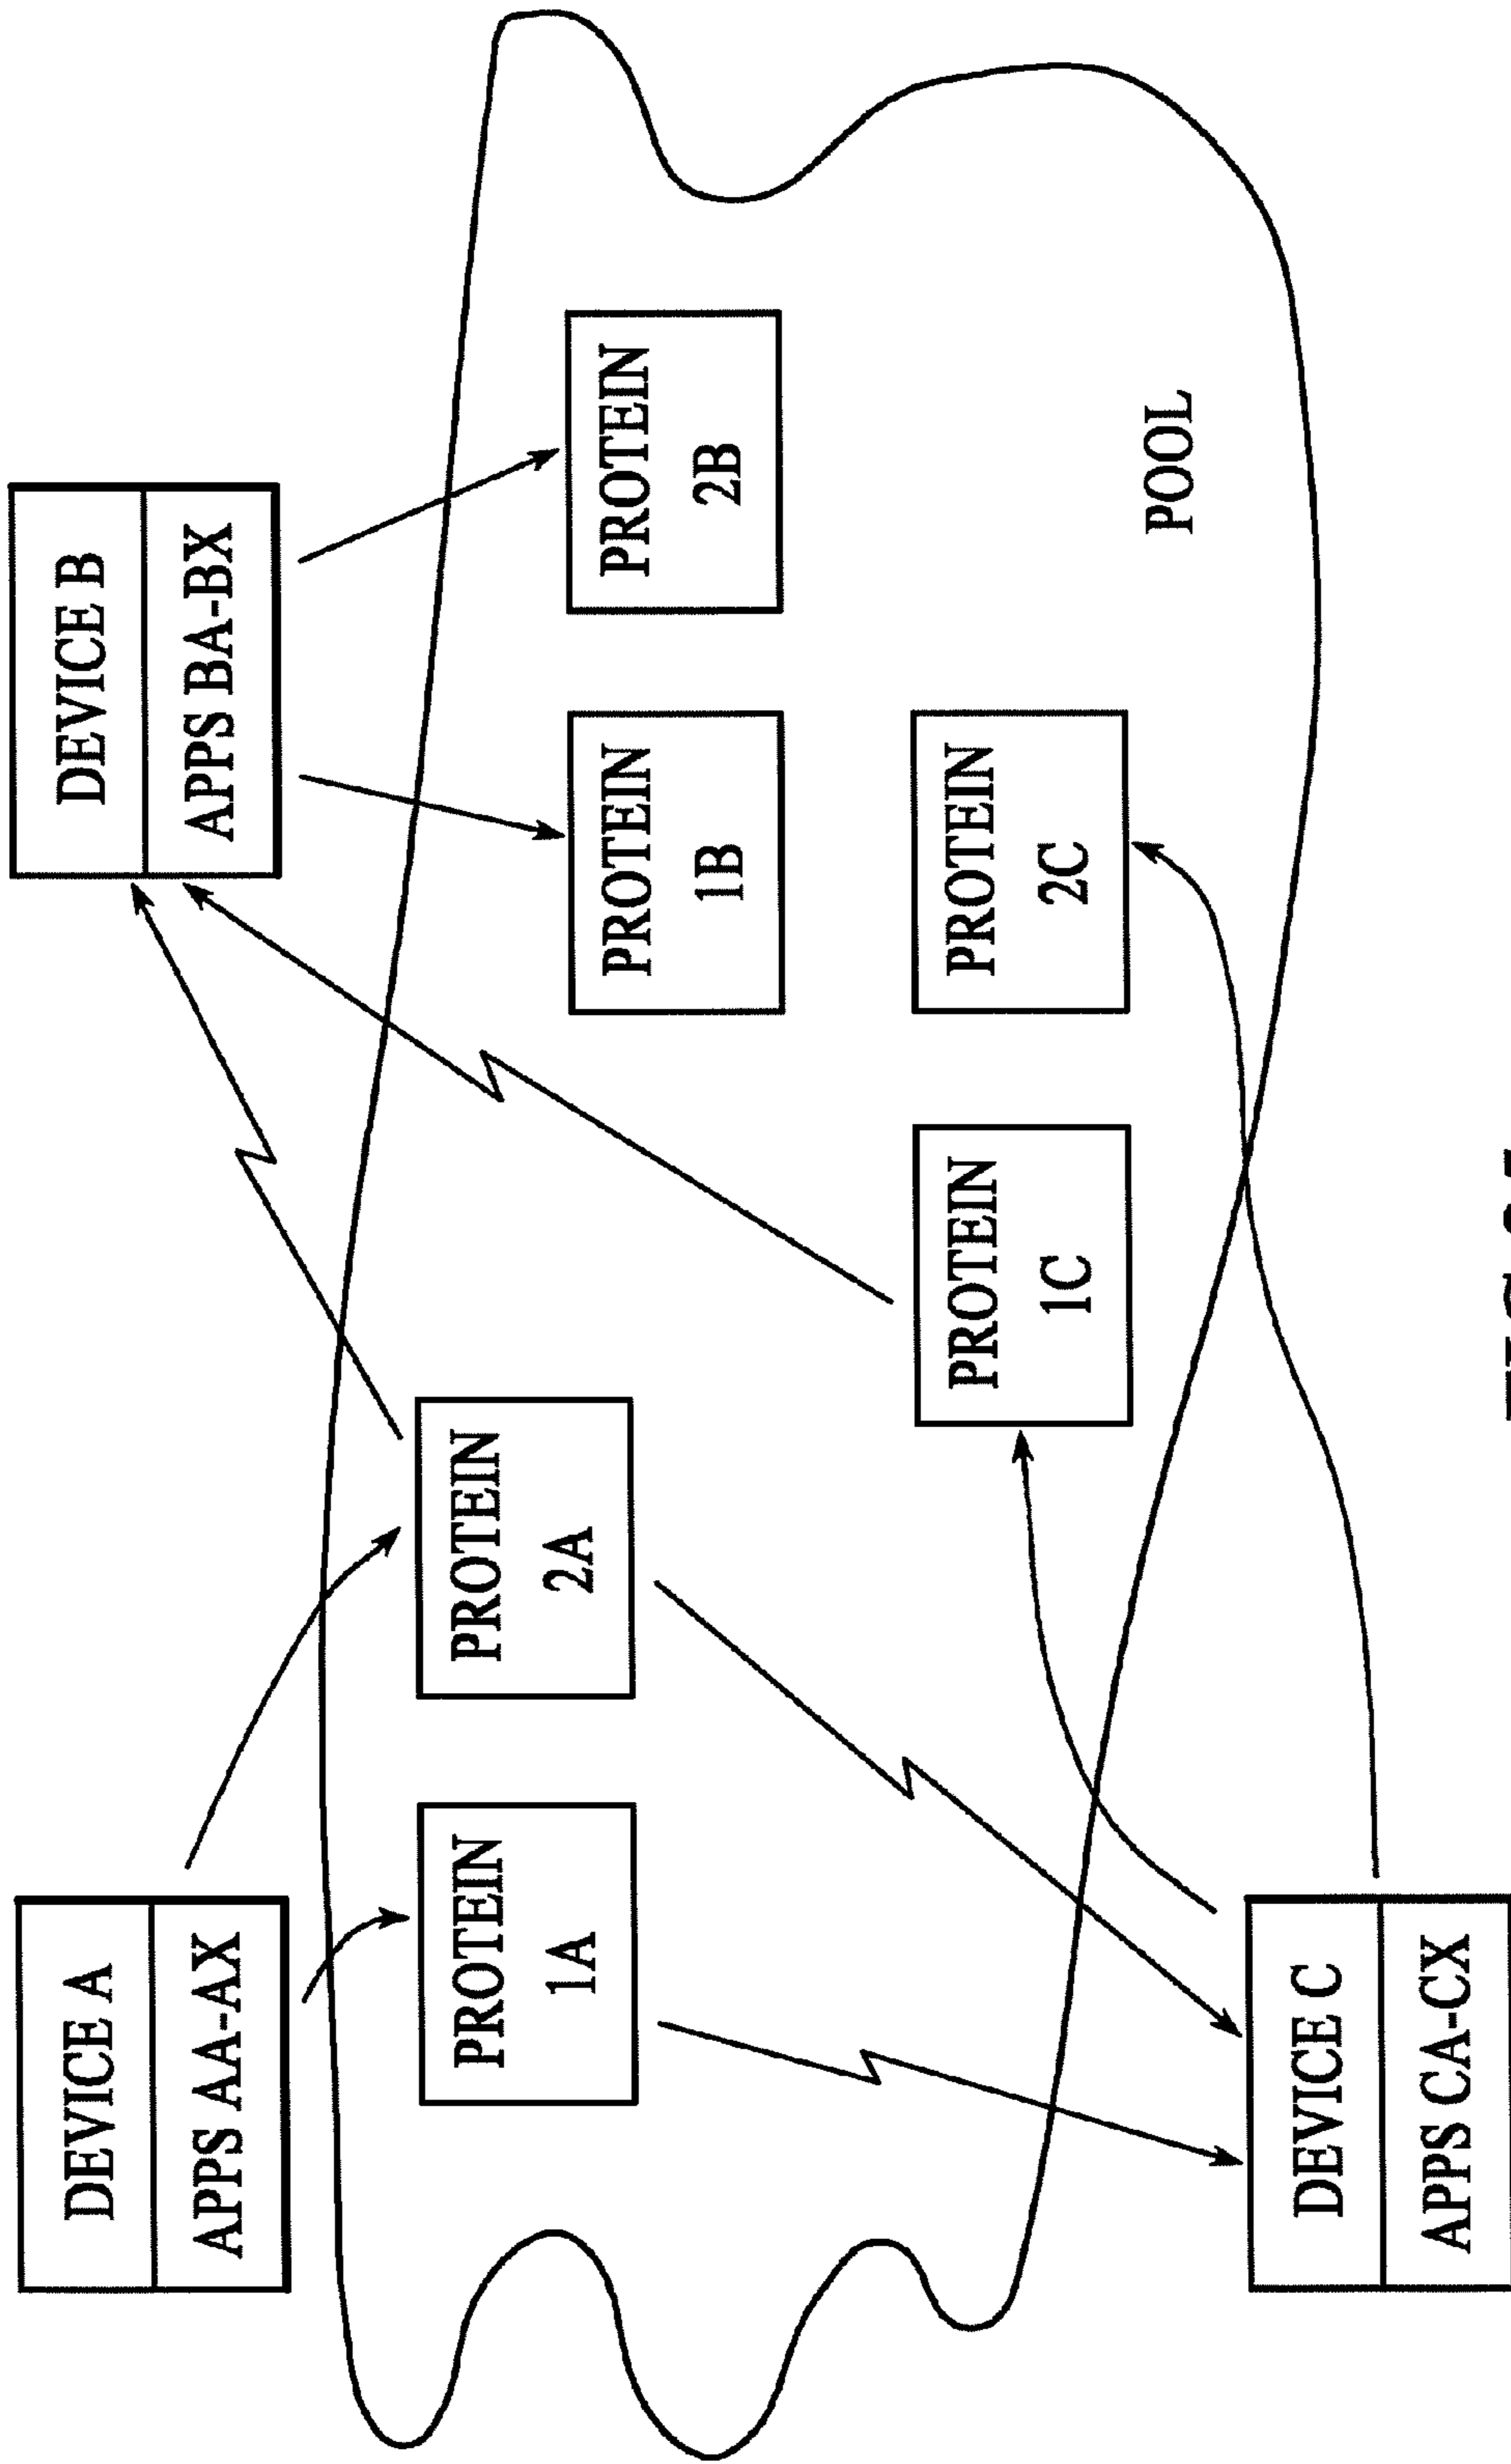 DEVICE A
APPS AA-AX
DEVICE B
APPS BA-BX
PROTEIN
1A
PROTEIN
2A
PROTEIN
1B
PROTEIN
2B
PROTEIN
1C
PROTEIN
2C
POOL
DEVICE C
APPS CA-CX